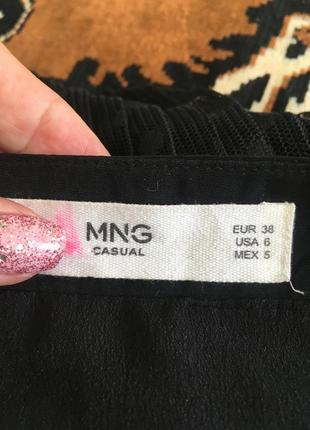 MNG
CASUAL
EUR 38
USA 6
MEX 5